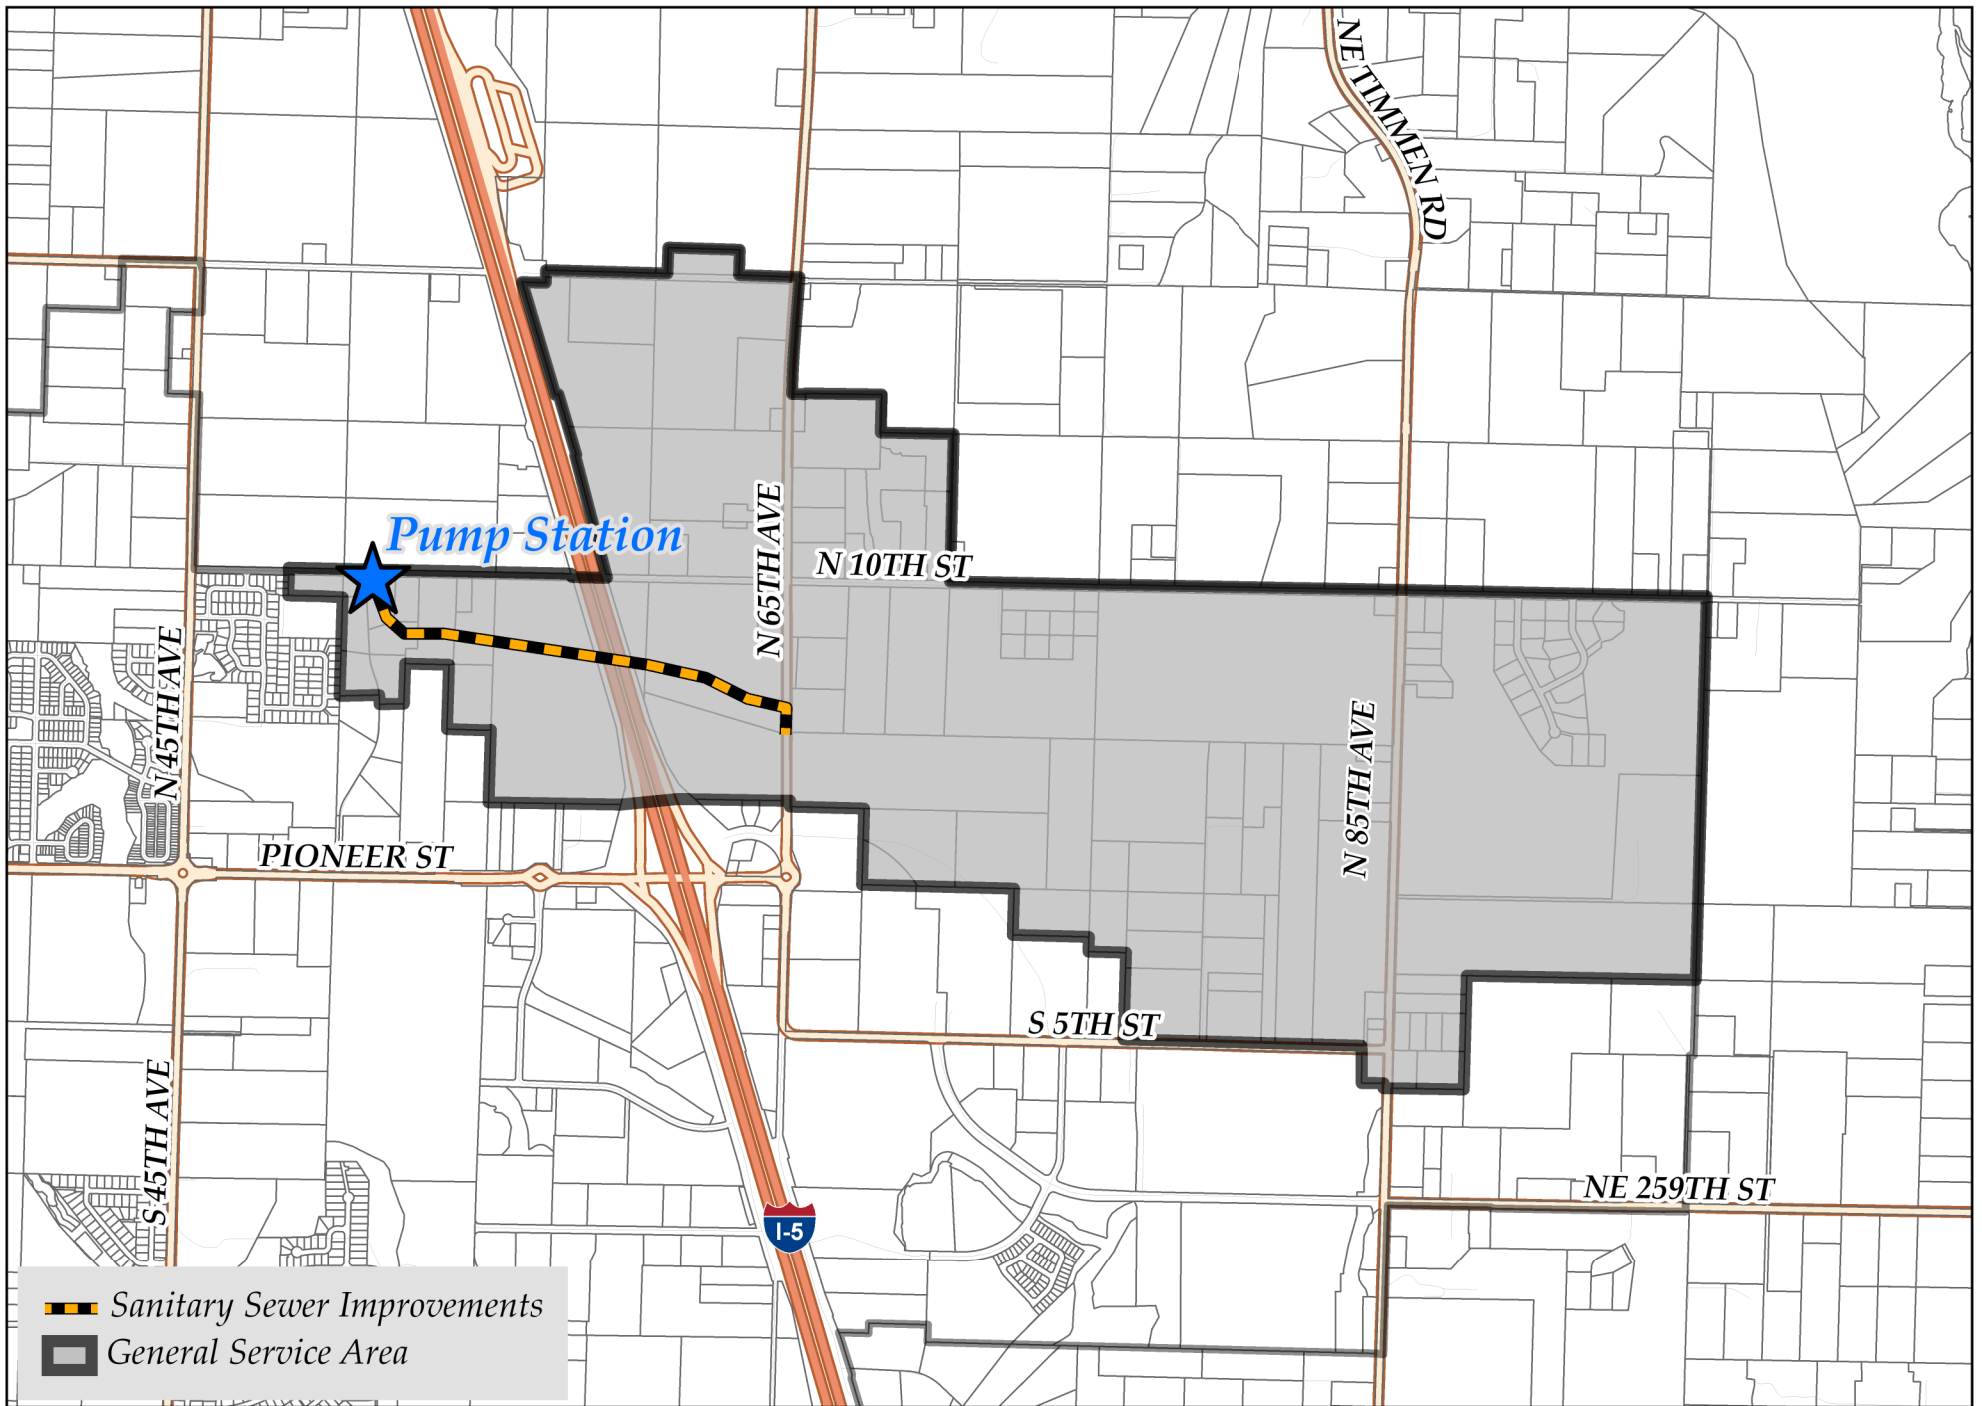 NE TIMMEN RD
Pump Station
N 65TH AVE
N 10TH ST
N 45TH AVE
N 85TH AVE
PIONEER ST
S 5TH ST
S 45TH AVE
NE 259TH ST
I-5
Sanitary Sewer Improvements
General Service Area